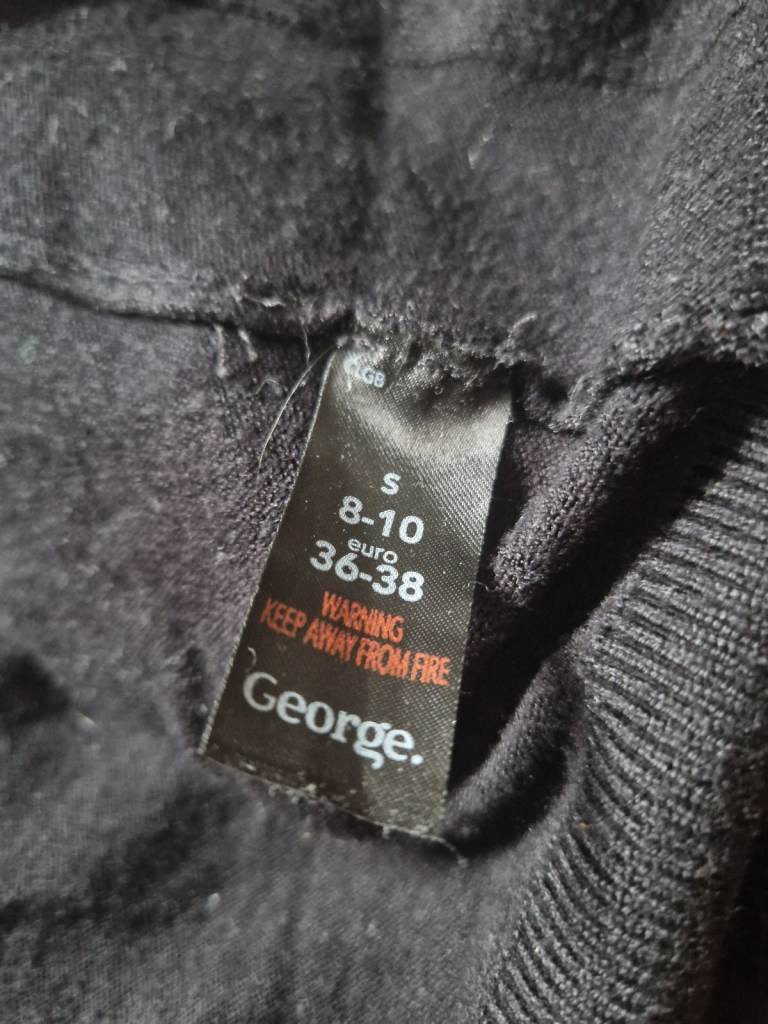 S
8-10
euro
36-38
WARNING
KEEP AWAY FROM FIRE
George.